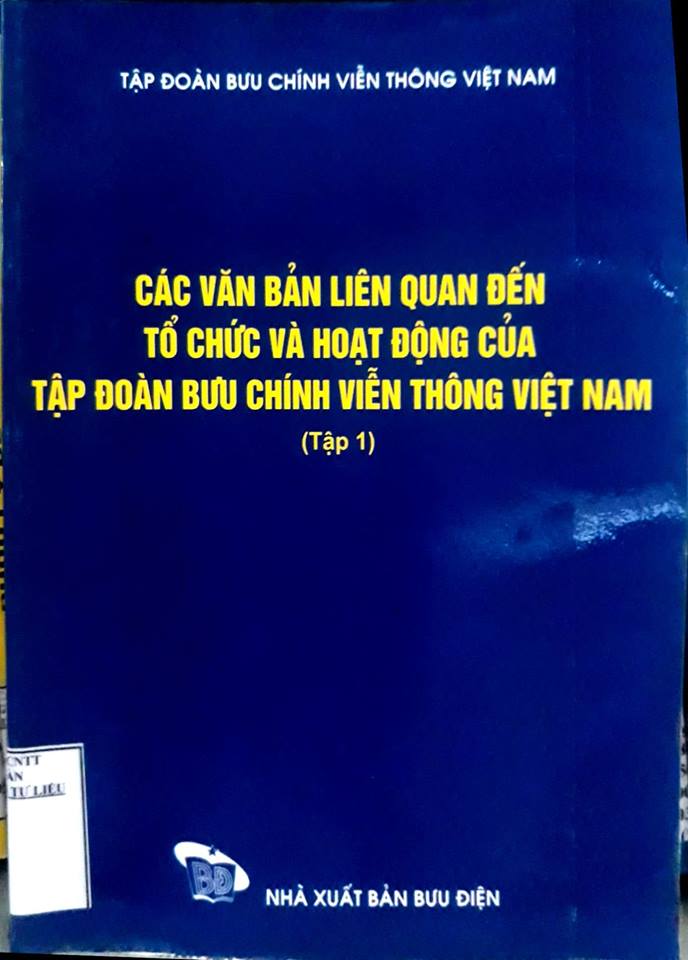 TẬP ĐOÀN BƯU CHÍNH VIỄN THÔNG VIỆT NAM
CÁC VĂN BẢN LIÊN QUAN ĐẾN
TỔ CHỨC VÀ HOẠT ĐỘNG CỦA
TẬP ĐOÀN BƯU CHÍNH VIỄN THÔNG VIỆT NAM
(Tập 1)
CNTT
ÁN
TƯ LIỆU
BĐ
NHÀ XUẤT BẢN BƯU ĐIỆN